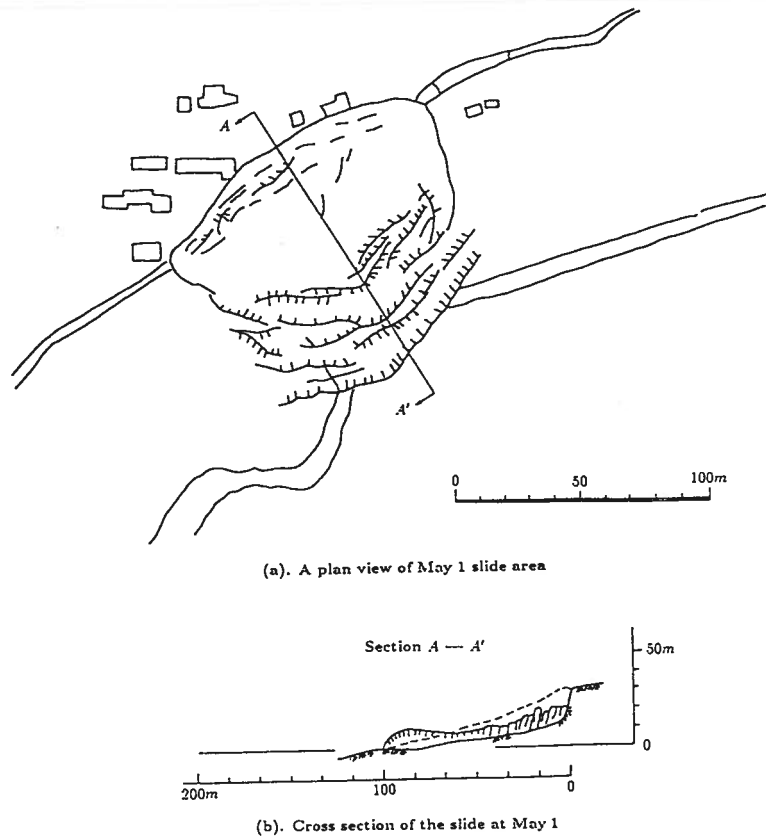 A
A'
0 50 100m
(a). A plan view of May 1 slide area
Section A — A'
50m
0
200m 100 0
(b). Cross section of the slide at May 1